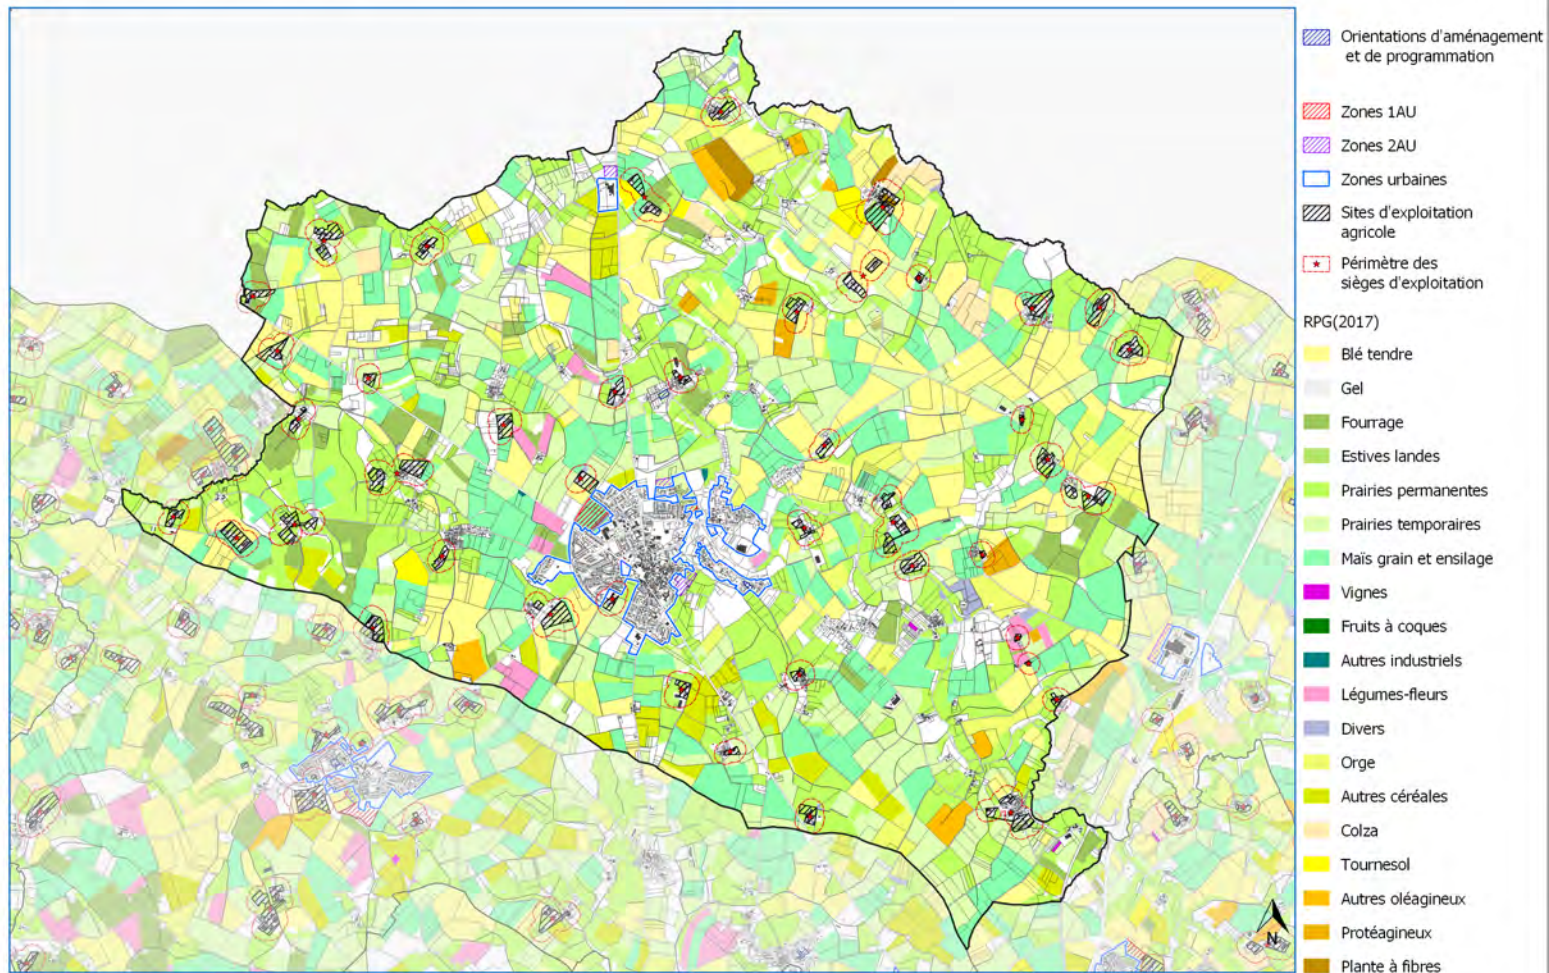 Orientations d'aménagement
et de programmation
Zones 1AU
Zones 2AU
Zones urbaines
Sites d'exploitation
agricole
Périmètre des
sièges d'exploitation
RPG(2017)
Blé tendre
Gel
Fourrage
Estives landes
Prairies permanentes
Prairies temporaires
Maïs grain et ensilage
Vignes
Fruits à coques
Autres industriels
Légumes-fleurs
Divers
Orge
Autres céréales
Colza
Tournesol
Autres oléagineux
Protéagineux
Plante à fibres
N